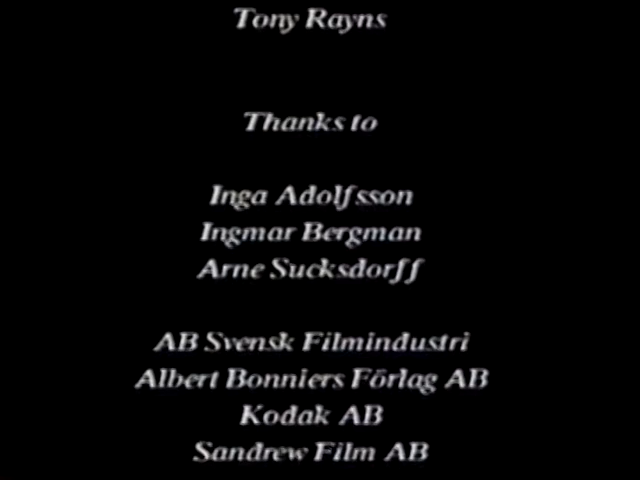 Tony Rayns
Thanks to
Inga Adolfsson
Ingmar Bergman
Arne Sucksdorff
AB Svensk Filmindustri
Albert Bonniers Förlag AB
Kodak AB
Sandrew Film AB